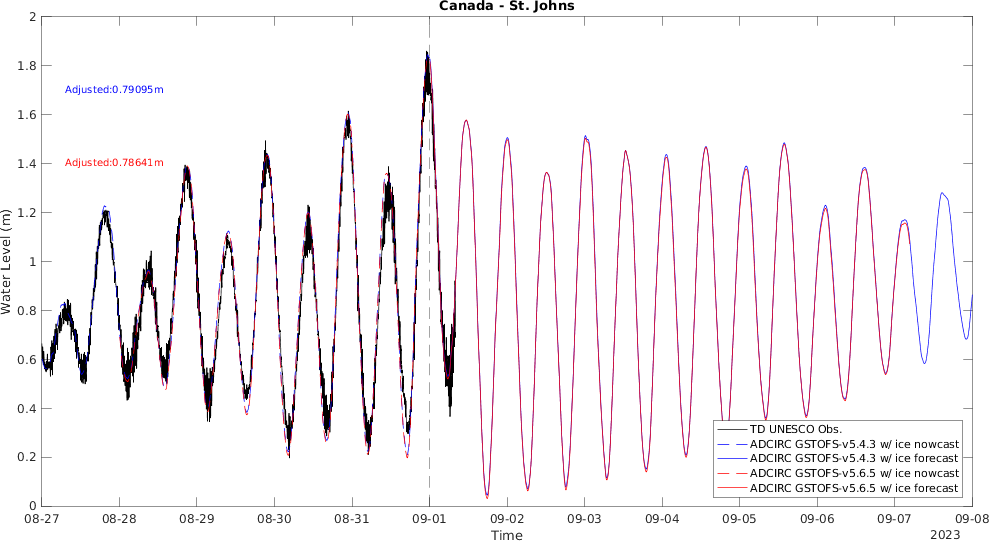 Canada - St. Johns
2
1.8
1.6
1.4
1.2
1
0.8
0.6
0.4
0.2
0
Water Level (m)
Adjusted:0.79095m
Adjusted:0.78641m
TD UNESCO Obs.
ADCIRC GSTOFS-v5.4.3 w/ ice nowcast
ADCIRC GSTOFS-v5.4.3 w/ ice forecast
ADCIRC GSTOFS-v5.6.5 w/ ice nowcast
ADCIRC GSTOFS-v5.6.5 w/ ice forecast
08-27 08-28 08-29 08-30 08-31 09-01 09-02 09-03 09-04 09-05 09-06 09-07 09-08
Time
2023